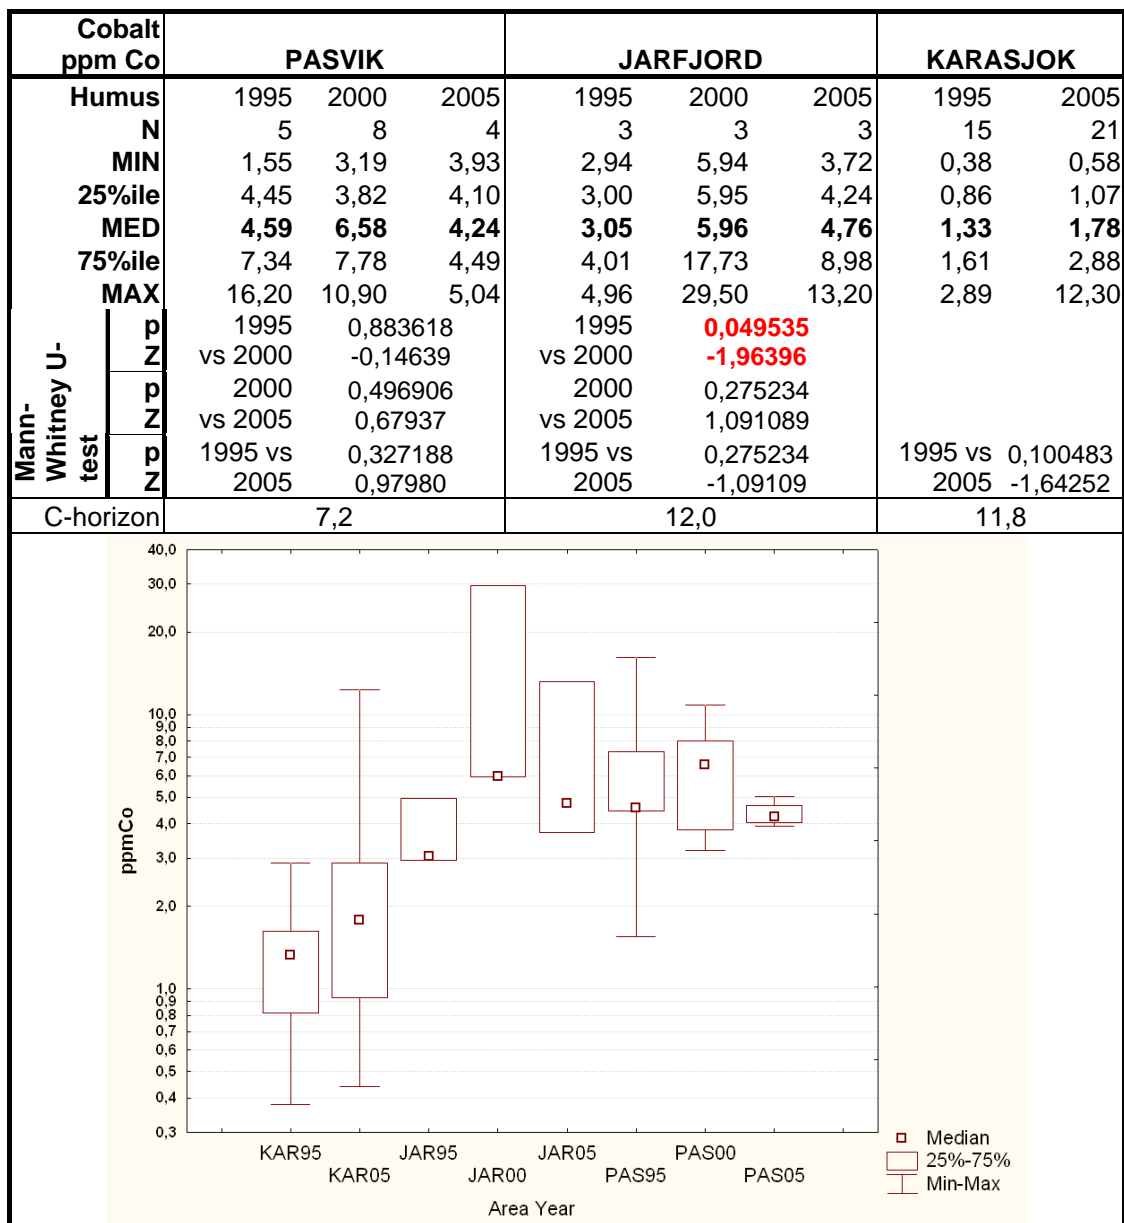 Cobalt
ppm Co PASVIK JARFJORD KARASJOK
Humus 1995 2000 2005 1995 2000 2005 1995 2005
N 5 8 4 3 3 3 15 21
MIN 1,55 3,19 3,93 2,94 5,94 3,72 0,38 0,58
25%ile 4,45 3,82 4,10 3,00 5,95 4,24 0,86 1,07
MED 4,59 6,58 4,24 3,05 5,96 4,76 1,33 1,78
75%ile 7,34 7,78 4,49 4,01 17,73 8,98 1,61 2,88
MAX 16,20 10,90 5,04 4,96 29,50 13,20 2,89 12,30
Mann-
Whitney U-
test
p 1995 0,883618 1995 0,049535
Z vs 2000 -0,14639 vs 2000 -1,96396
p 2000 0,496906 2000 0,275234
Z vs 2005 0,67937 vs 2005 1,091089
p 1995 vs 0,327188 1995 vs 0,275234 1995 vs 0,100483
Z 2005 0,97980 2005 -1,09109 2005 -1,64252
C-horizon 7,2 12,0 11,8
40,0
30,0
20,0
10,0
9,0
8,0
7,0
6,0
5,0
4,0
3,0
2,0
1,0
0,9
0,8
0,7
0,6
0,5
0,4
0,3
ppmCo
KAR95 JAR95 JAR05 PAS00
KAR05 JAR00 PAS95 PAS05
Area Year
Median
25%-75%
Min-Max